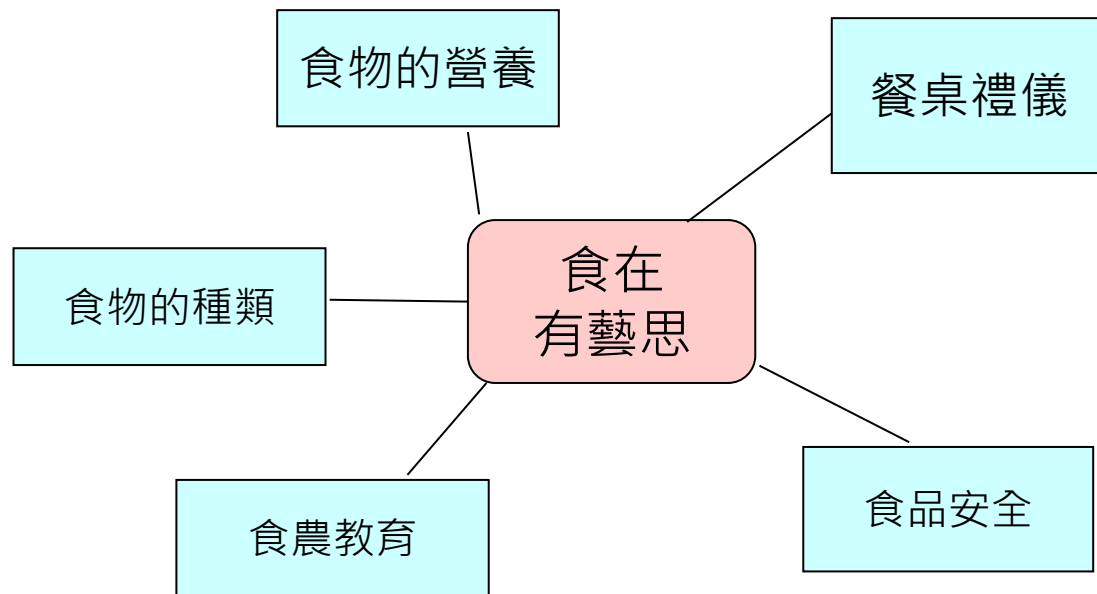 食物的營養
餐桌禮儀
食在
有藝思
食物的種類
食農教育
食品安全